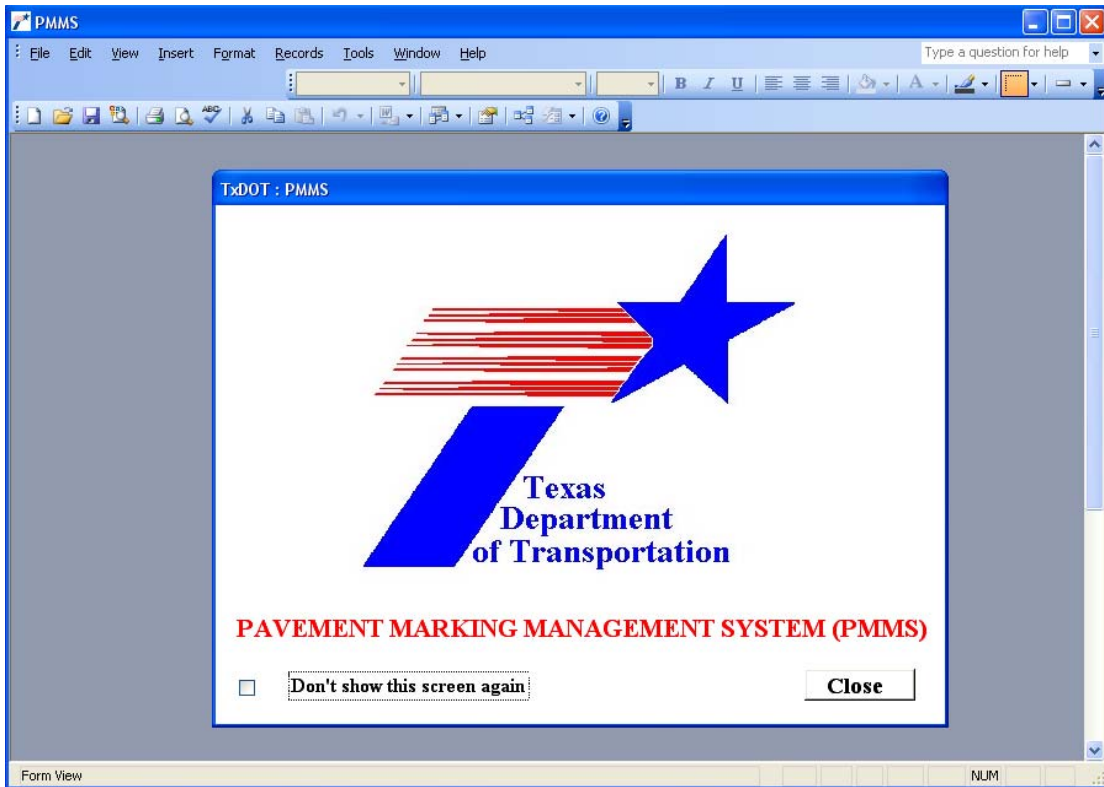 PMMS
File Edit View Insert Format Records Tools Window Help
Type a question for help
B I U A
ABC
TxDOT : PMMS
Texas
Department
of Transportation
PAVEMENT MARKING MANAGEMENT SYSTEM (PMMS)
Don't show this screen again
Close
Form View
NUM